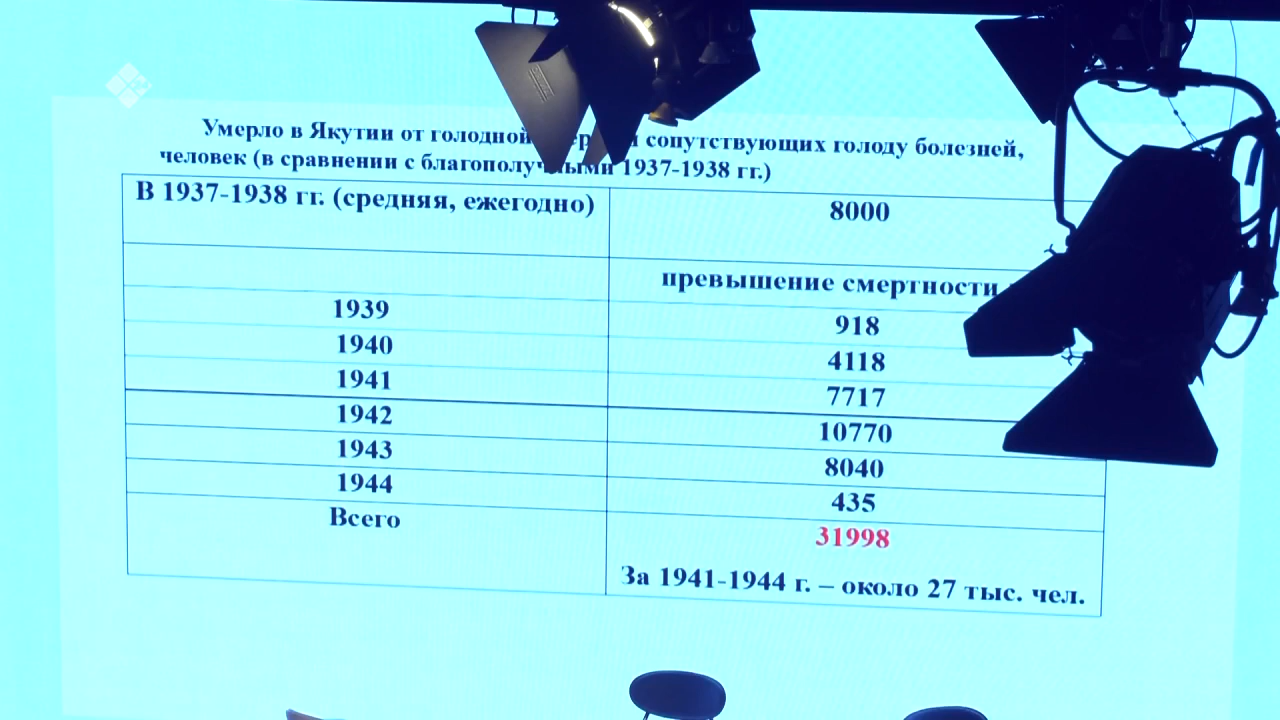 Умерло в Якутии от голодной сопутствующих голоду болезней,
человек (в сравнении с благополучными 1937-1938 гг.)
В 1937-1938 гг. (средняя, ежегодно) 8000
превышение смертности
1939 918
1940 4118
1941 7717
1942 10770
1943 8040
1944 435
Всего 31998
За 1941-1944 г. – около 27 тыс. чел.